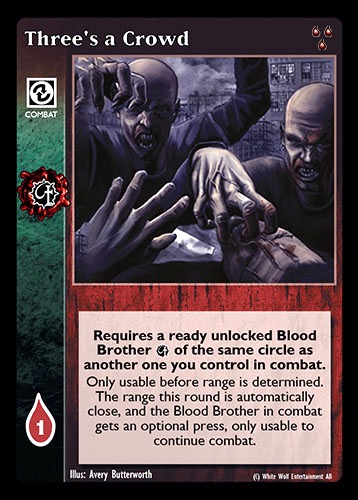 Three's a Crowd
COMBAT
Requires a ready unlocked Blood
Brother of the same circle as
another one you control in combat.
Only usable before range is determined.
The range this round is automatically
close, and the Blood Brother in combat
gets an optional press, only usable to
continue combat.
1
Illus: Avery Butterworth
(C) White Wolf Entertainment AB